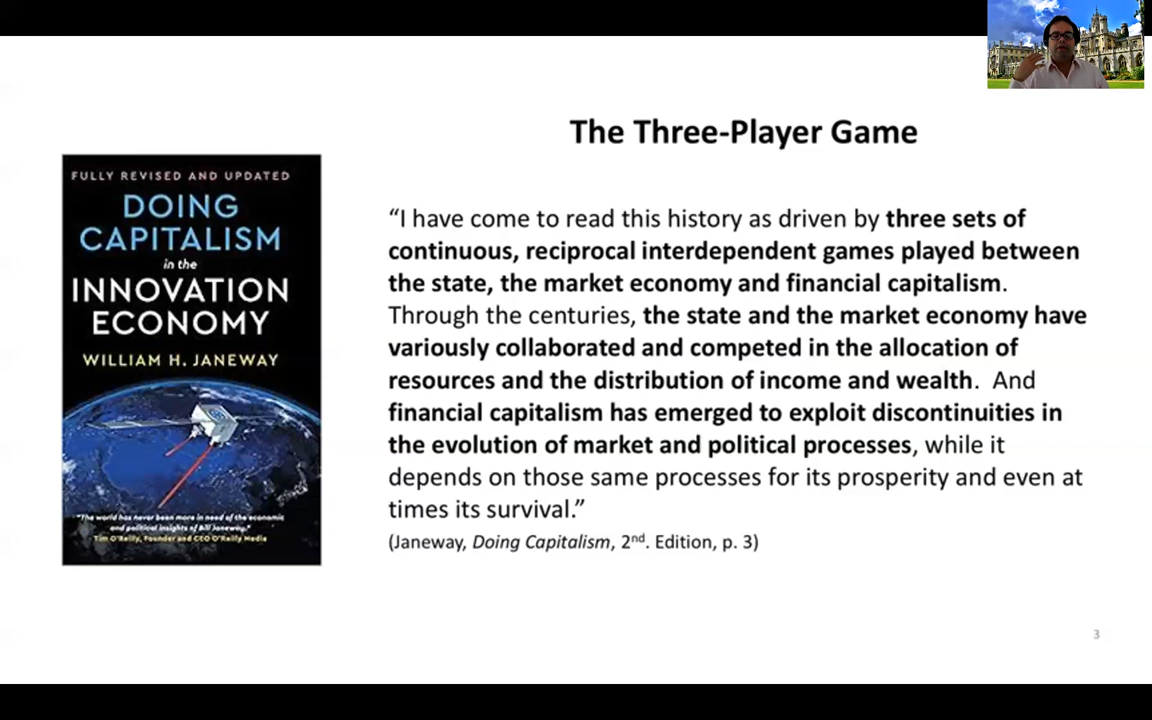 The Three-Player Game
FULLY REVISED AND UPDATED
DOING
CAPITALISM
in the
INNOVATION
ECONOMY
WILLIAM H. JANEWAY
"The world has never been more in need of the economic
and political insights of Bill Janeway."
Tim O'Reilly, Founder and CEO O'Reilly Media
“I have come to read this history as driven by three sets of
continuous, reciprocal interdependent games played between
the state, the market economy and financial capitalism.
Through the centuries, the state and the market economy have
variously collaborated and competed in the allocation of
resources and the distribution of income and wealth. And
financial capitalism has emerged to exploit discontinuities in
the evolution of market and political processes, while it
depends on those same processes for its prosperity and even at
times its survival.”
(Janeway, Doing Capitalism, 2nd. Edition, p. 3)
3